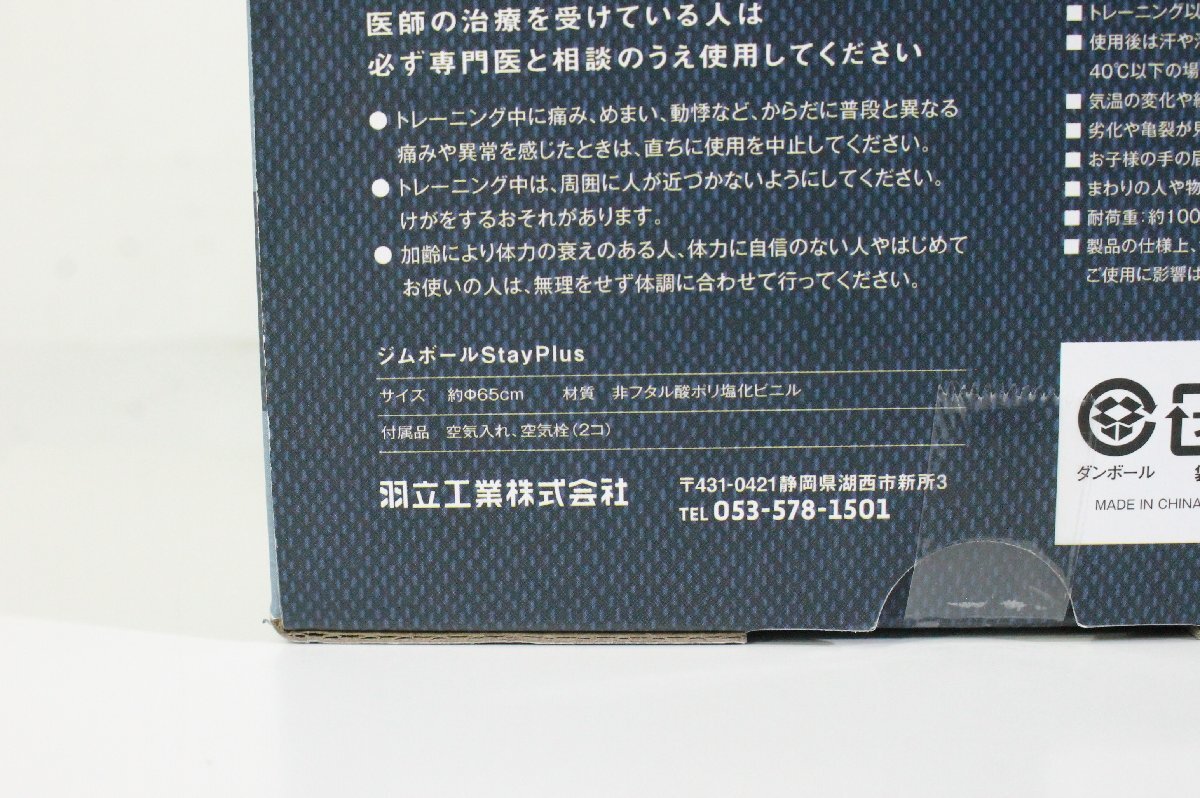 医師の治療を受けている人は
必ず専門医と相談のうえ使用してください
● トレーニング中に痛み、めまい、動悸など、からだに普段と異なる
痛みや異常を感じたときは、直ちに使用を中止してください。
● トレーニング中は、周囲に人が近づかないようにしてください。
けがをするおそれがあります。
● 加齢により体力の衰えのある人、体力に自信のない人やはじめて
お使いの人は、無理をせず体調に合わせて行ってください。
ジムボールStayPlus
サイズ 約Φ65cm 材質 非フタル酸ポリ塩化ビニル
付属品 空気入れ、空気栓(2コ)
羽立工業株式会社
〒431-0421静岡県湖西市新所3
TEL 053-578-1501
■ トレーニング以
■ 使用後は汗や
40℃以下の場
■ 気温の変化や
■ 劣化や亀裂が
■ お子様の手の届
■ まわりの人や物
■ 耐荷重:約100
■ 製品の仕様上、
ご使用に影響は
ダンボール
MADE IN CHINA